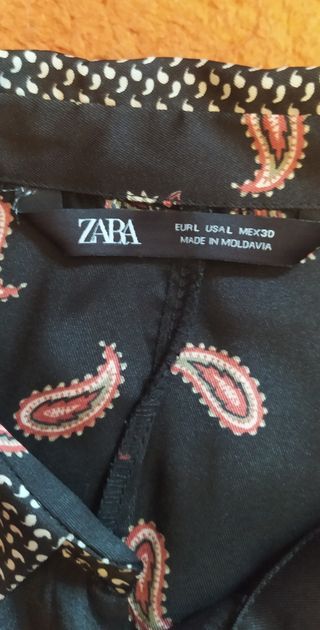 ZARA
EUR L USA L MEX 30
MADE IN MOLDAVIA